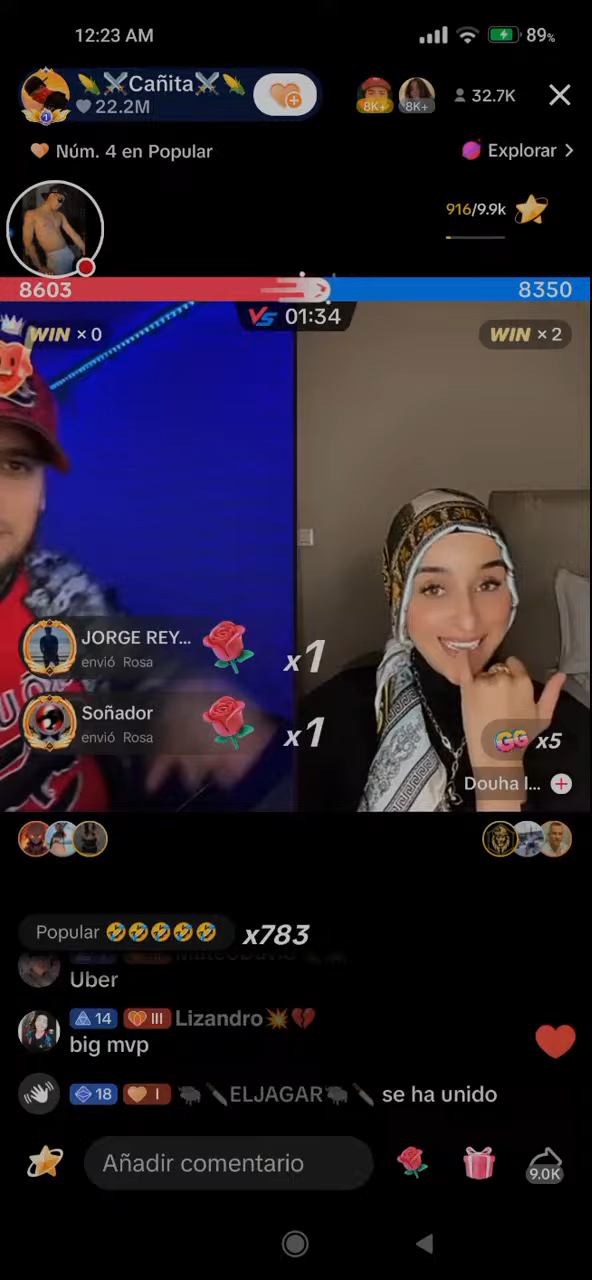 12:23 AM
89%
🌽⚔️Cañita⚔️🌽
22.2M
8K+
8K+
32.7K
Núm. 4 en Popular
Explorar
916/9.9k
8603
8350
VS 01:34
WIN × 0
WIN × 2
JORGE REY...
envió Rosa
x1
Soñador
envió Rosa
x1
GG x5
Douha l...
Popular 🤣🤣🤣🤣🤣 x783
Uber
14 III Lizandro💥💔
big mvp
18 I 🐃🔪ELJAGAR🐃🔪 se ha unido
Añadir comentario
9.0K